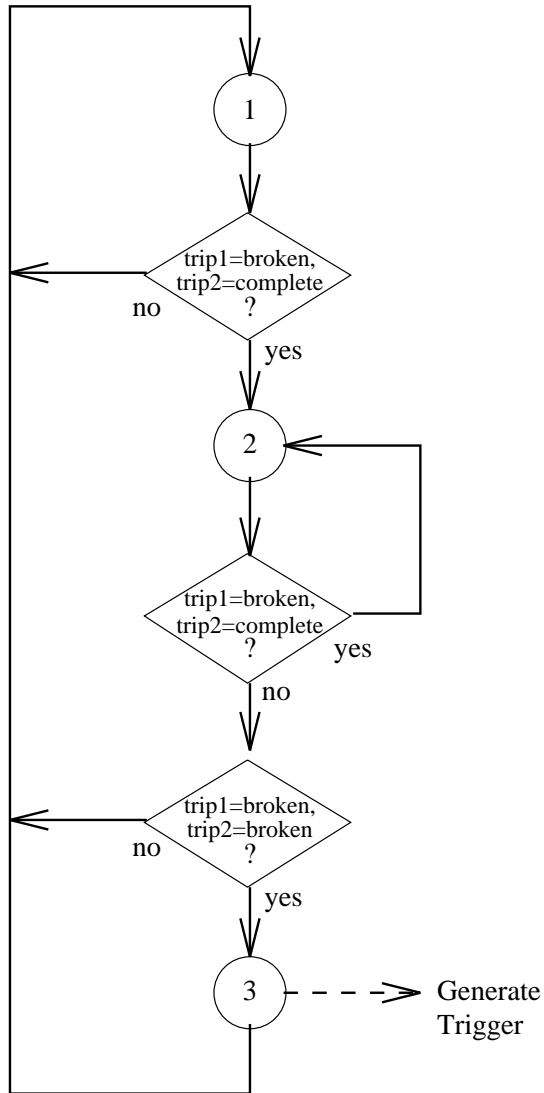 1
trip1=broken,
trip2=complete
?
no
yes
2
trip1=broken,
trip2=complete
?
yes
no
trip1=broken,
trip2=broken
?
no
yes
3
Generate
Trigger